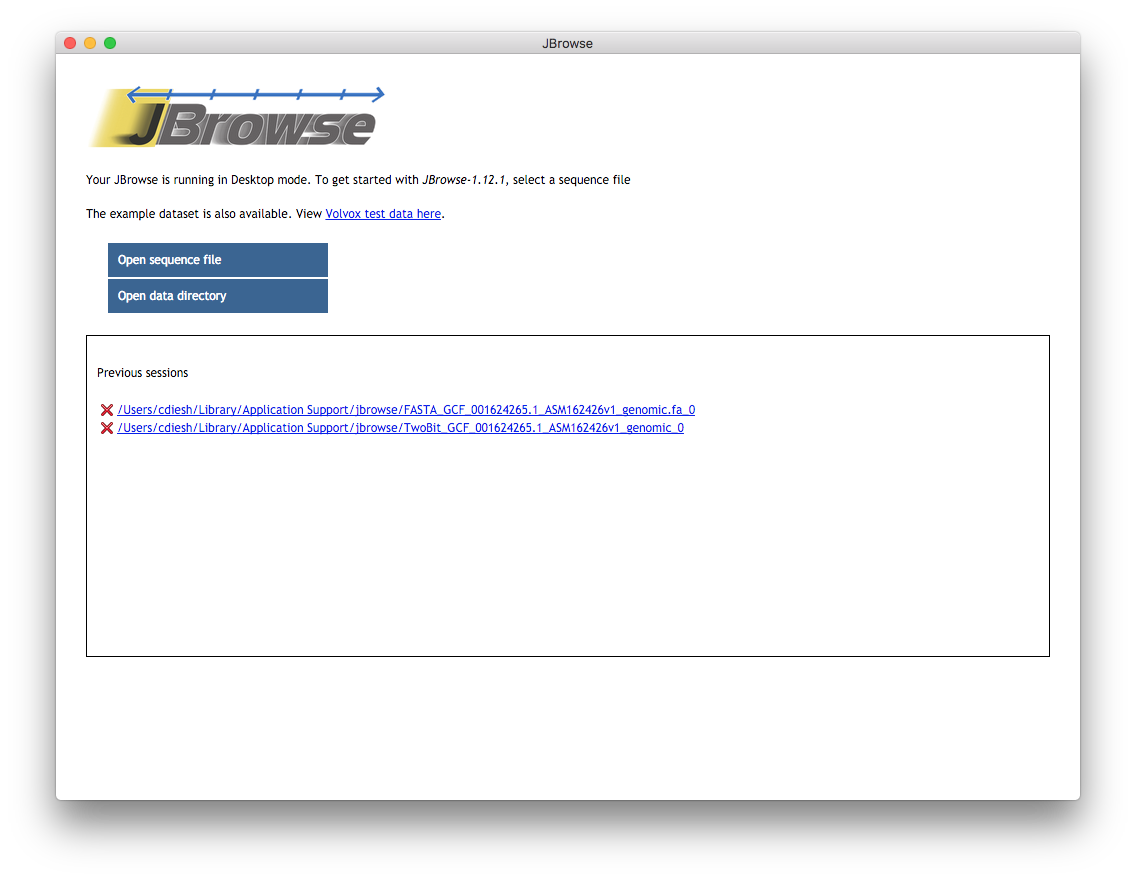 JBrowse
JBrowse
Your JBrowse is running in Desktop mode. To get started with JBrowse-1.12.1, select a sequence file
The example dataset is also available. View Volvox test data here.
Open sequence file
Open data directory
Previous sessions
/Users/cdiesh/Library/Application Support/jbrowse/FASTA_GCF_001624265.1_ASM162426v1_genomic.fa_0
/Users/cdiesh/Library/Application Support/jbrowse/TwoBit_GCF_001624265.1_ASM162426v1_genomic_0